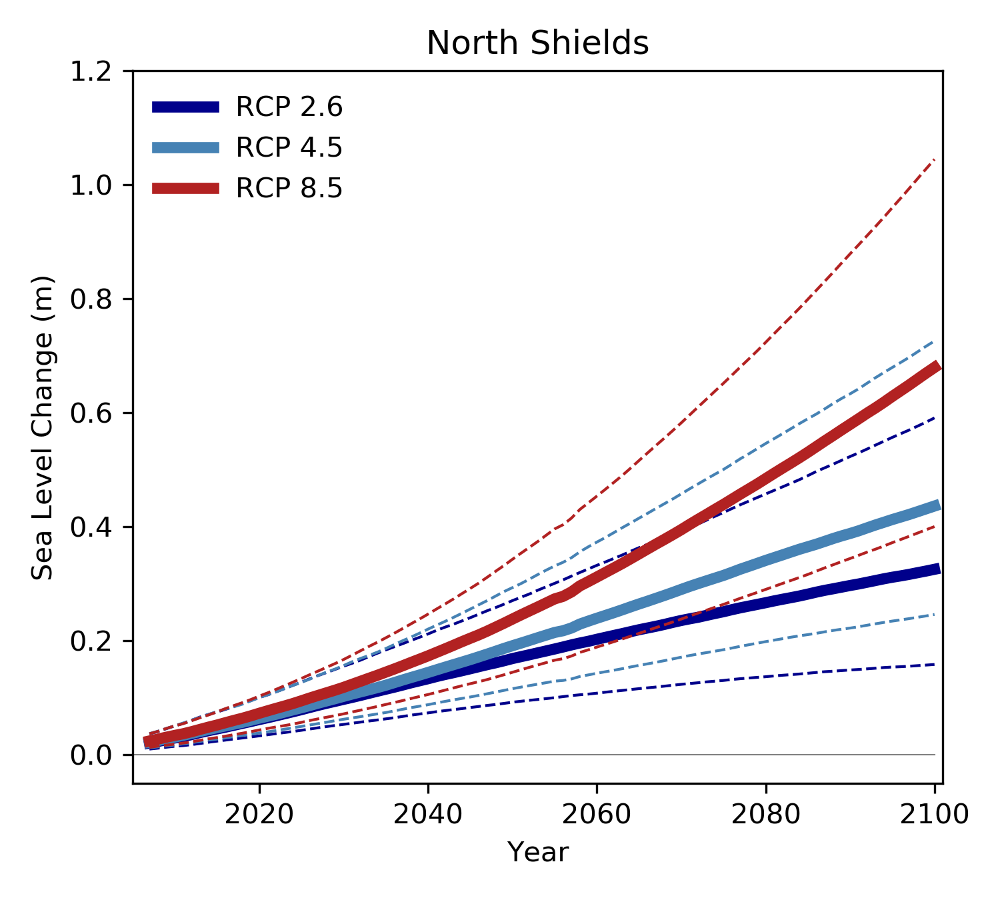 North Shields
1.2
1.0
0.8
0.6
0.4
0.2
0.0
Sea Level Change (m)
RCP 2.6
RCP 4.5
RCP 8.5
2020 2040 2060 2080 2100
Year